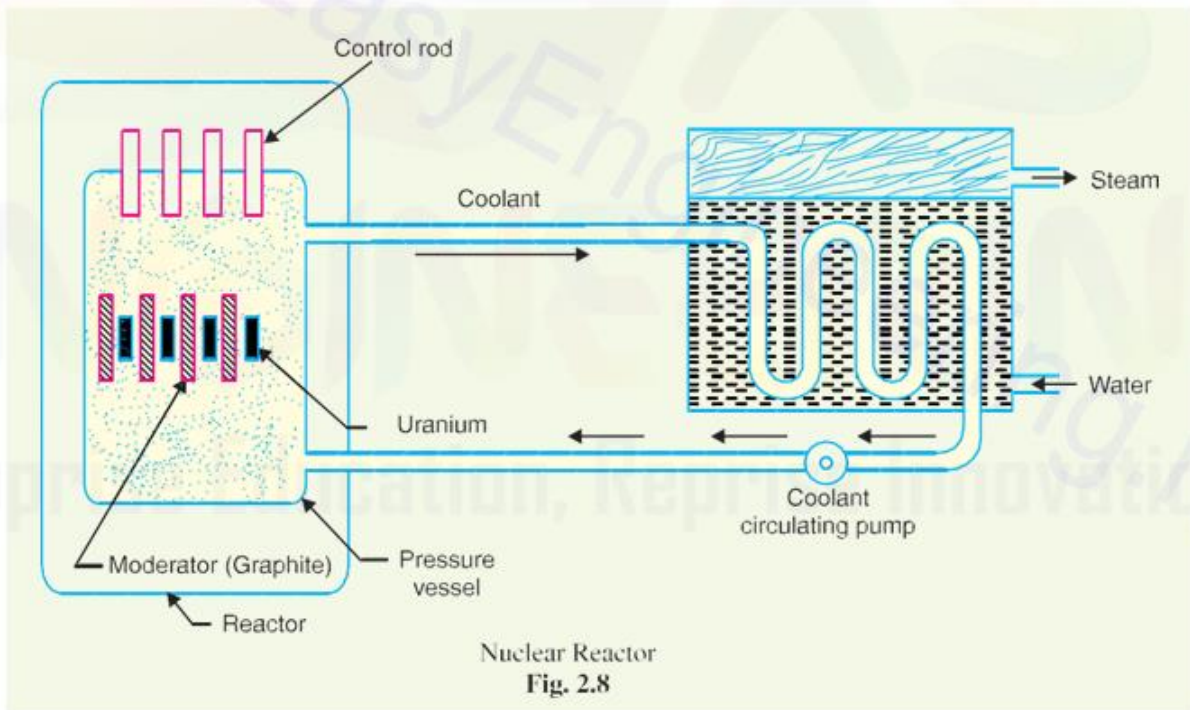 Control rod
Coolant
Steam
Water
Uranium
Coolant
circulating pump
Moderator (Graphite)
Pressure
vessel
Reactor
Nuclear Reactor
Fig. 2.8